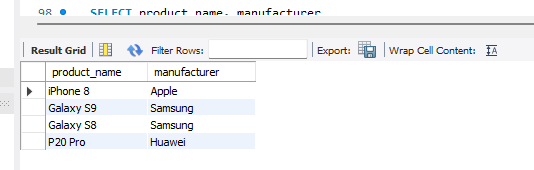 98 SELECT product_name, manufacturer
Result Grid Filter Rows: Export: Wrap Cell Content: IA
product_name manufacturer
iPhone 8 Apple
Galaxy S9 Samsung
Galaxy S8 Samsung
P20 Pro Huawei